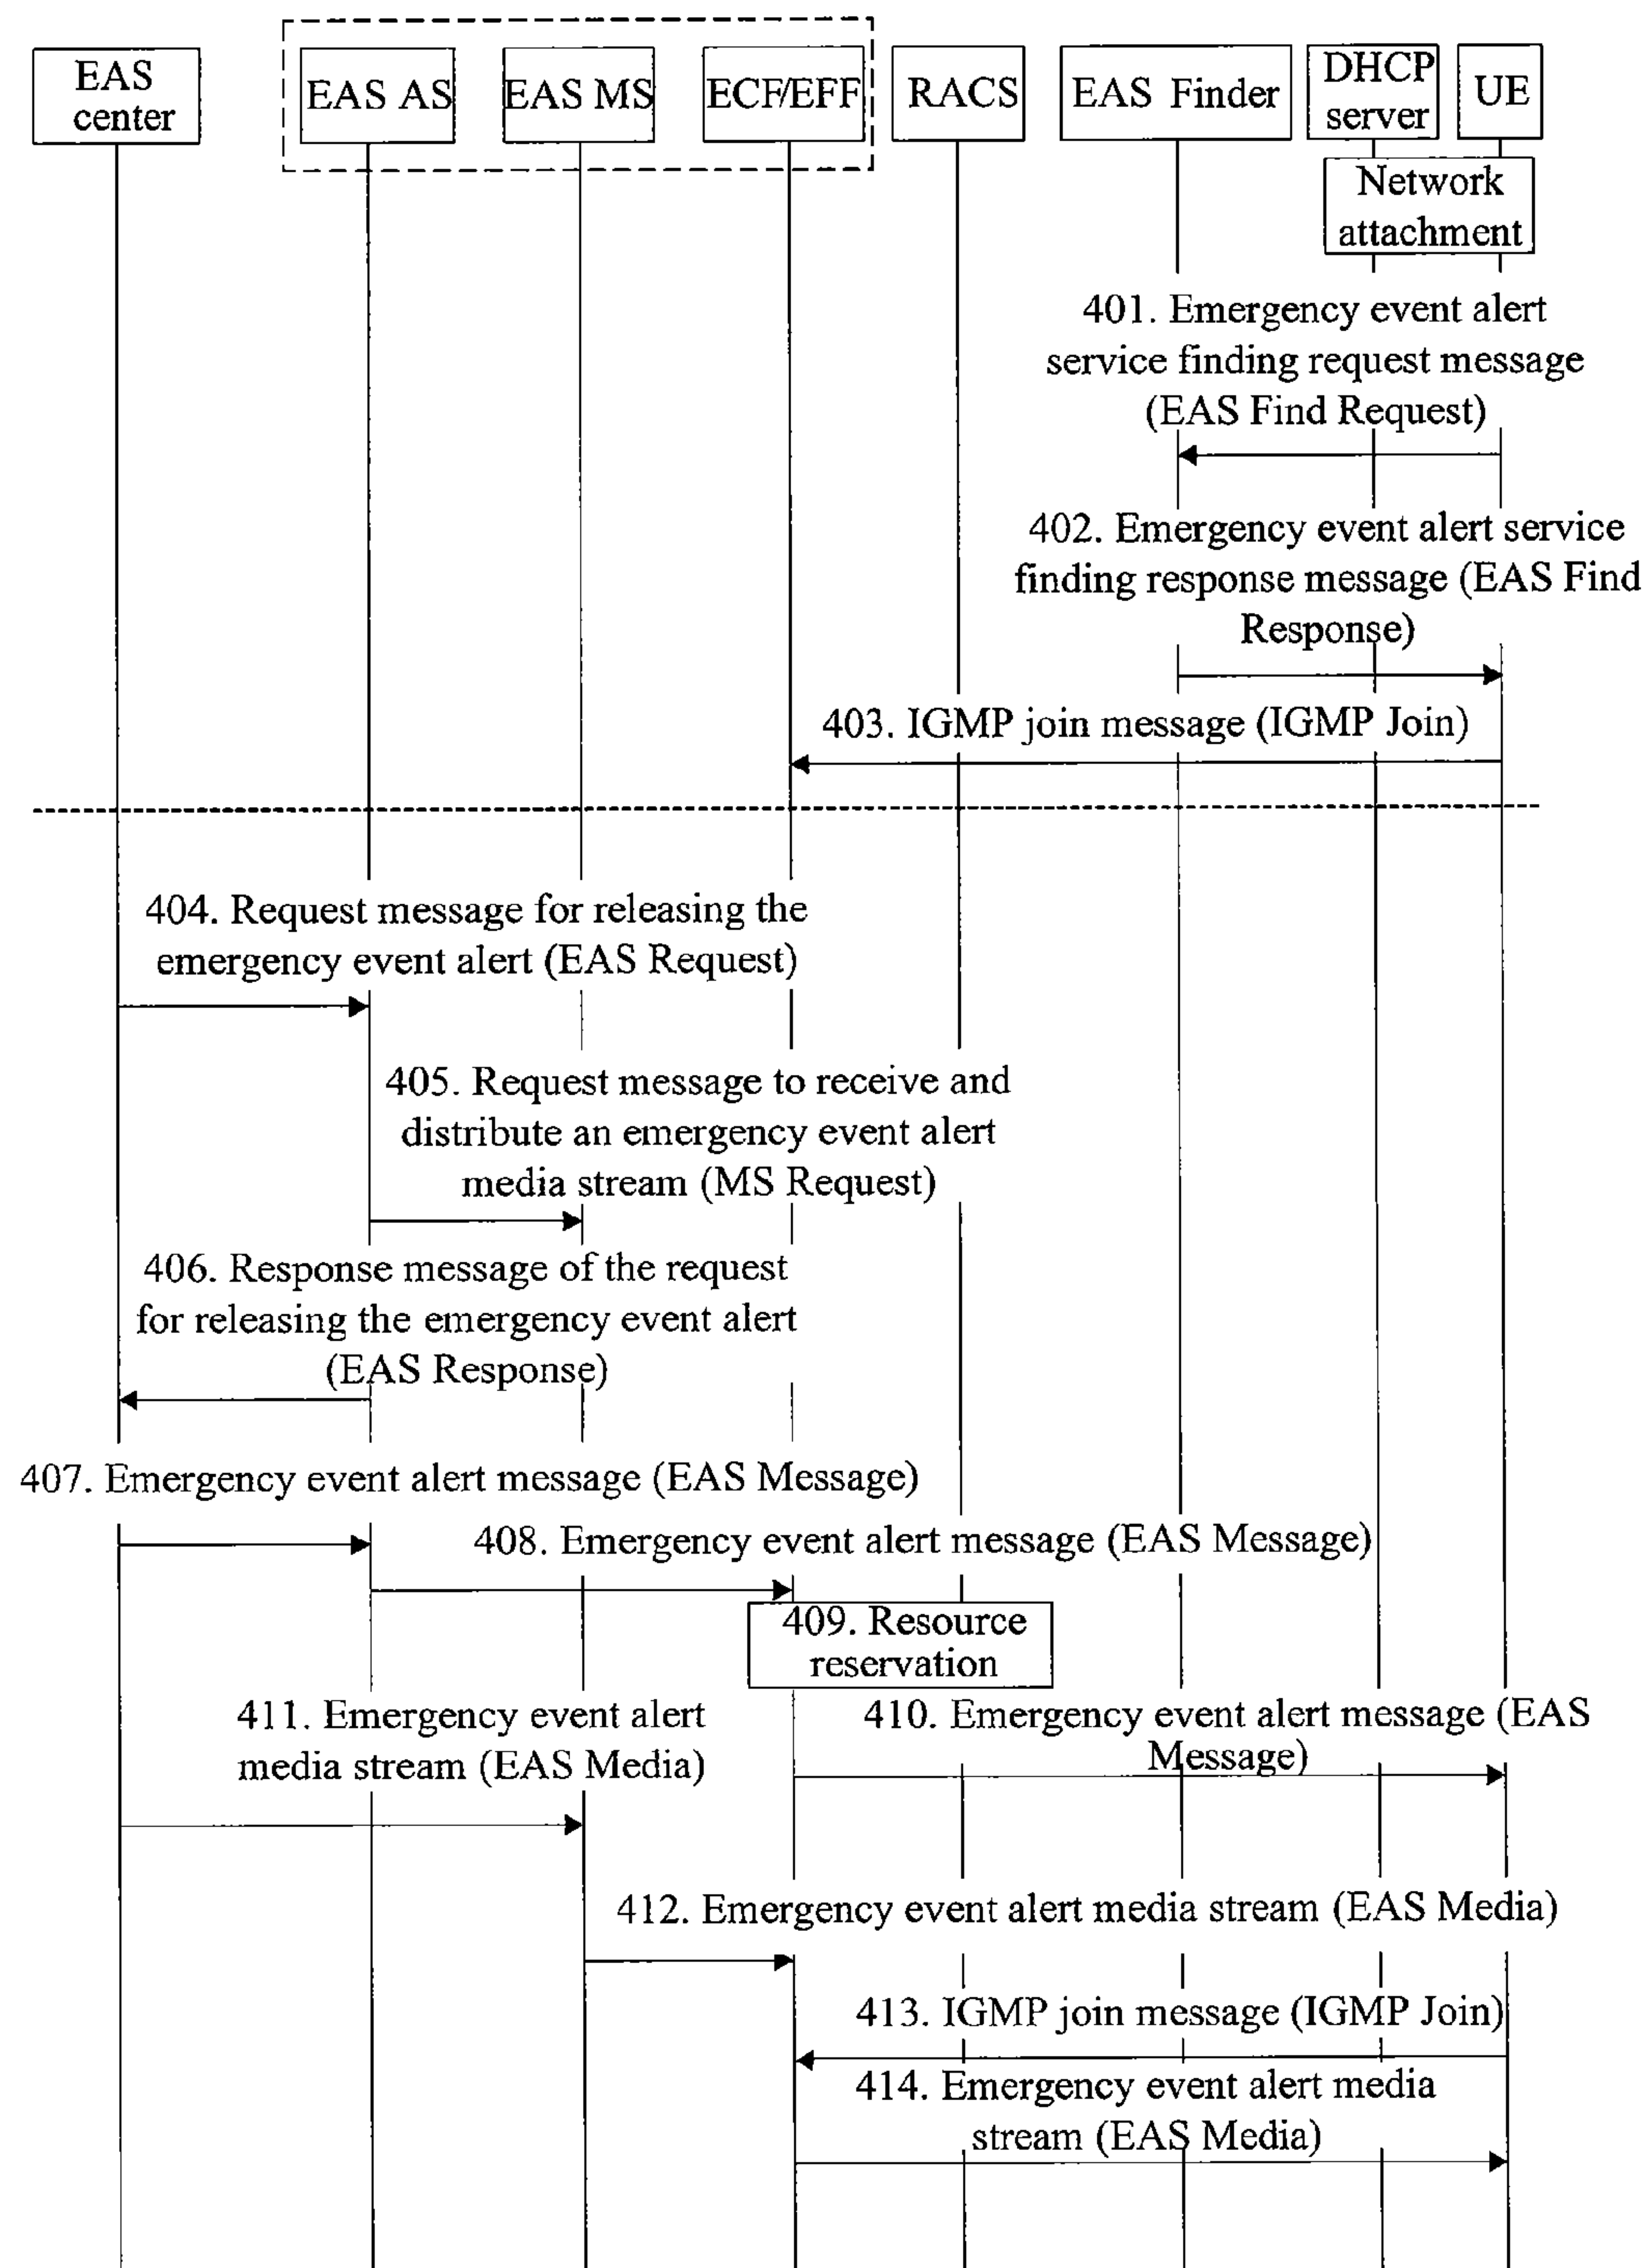 EAS
center
EAS AS
EAS MS
ECF/EFF
RACS
EAS Finder
DHCP
server
UE
Network
attachment
401. Emergency event alert
service finding request message
(EAS Find Request)
402. Emergency event alert service
finding response message (EAS Find
Response)
403. IGMP join message (IGMP Join)
404. Request message for releasing the
emergency event alert (EAS Request)
405. Request message to receive and
distribute an emergency event alert
media stream (MS Request)
406. Response message of the request
for releasing the emergency event alert
(EAS Response)
407. Emergency event alert message (EAS Message)
408. Emergency event alert message (EAS Message)
409. Resource
reservation
411. Emergency event alert
media stream (EAS Media)
410. Emergency event alert message (EAS
Message)
412. Emergency event alert media stream (EAS Media)
413. IGMP join message (IGMP Join)
414. Emergency event alert media
stream (EAS Media)